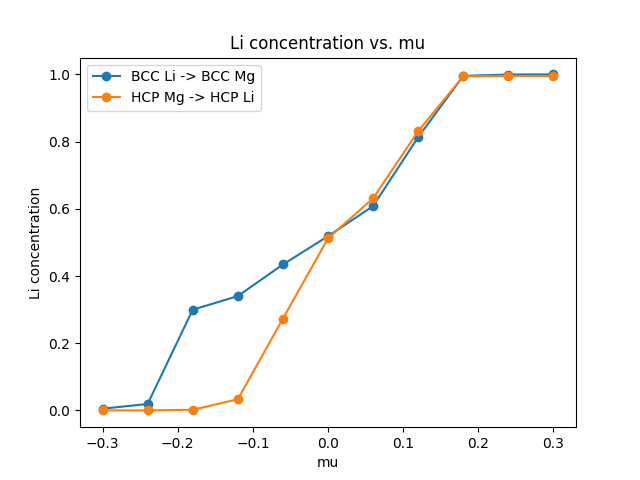 Li concentration vs. mu
BCC Li -> BCC Mg
HCP Mg -> HCP Li
Li concentration
1.0
0.8
0.6
0.4
0.2
0.0
−0.3
−0.2
−0.1
0.0
0.1
0.2
0.3
mu